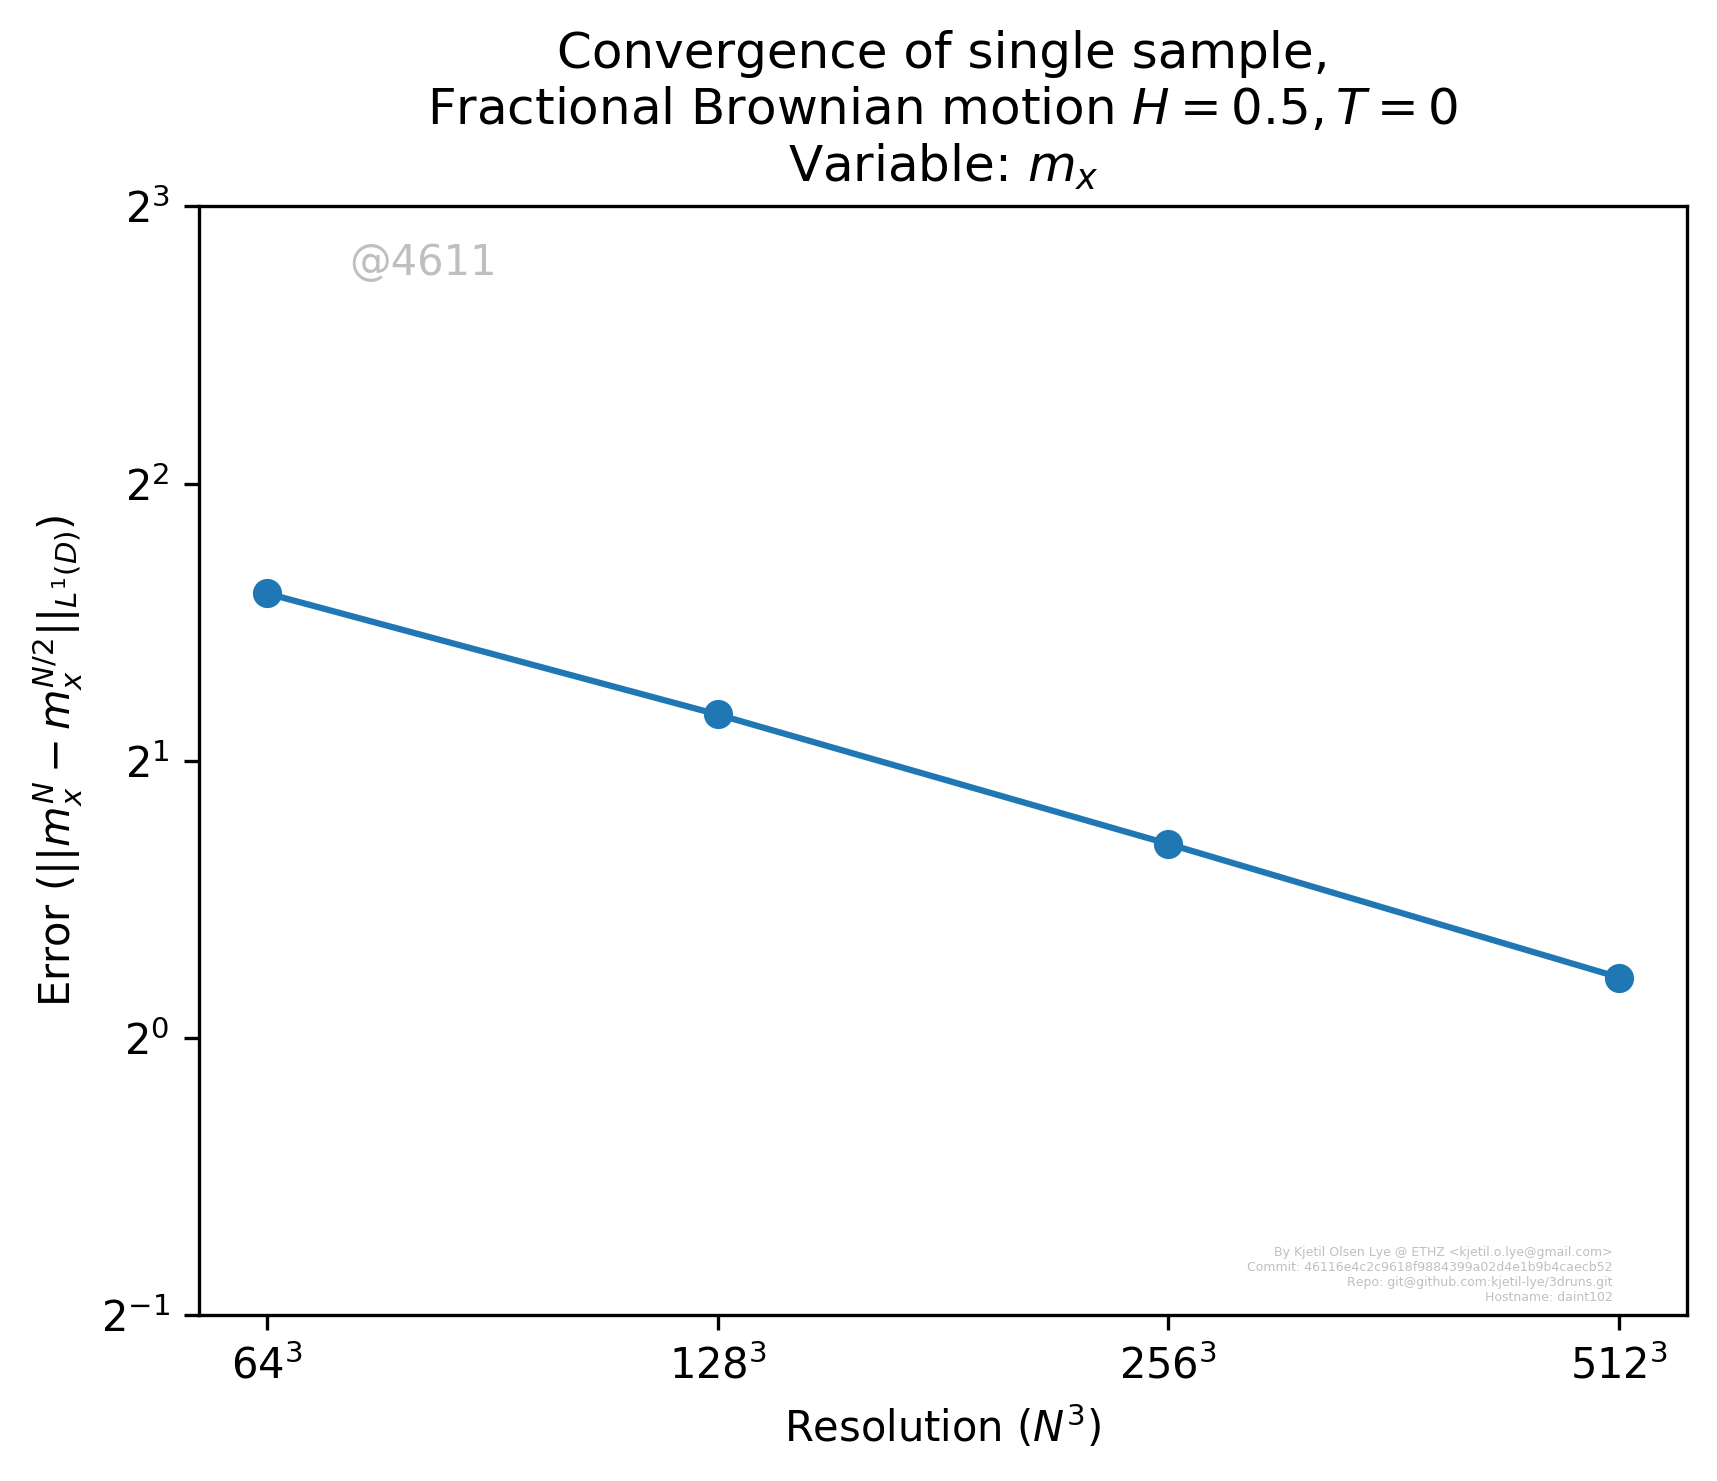 Convergence of single sample,
Fractional Brownian motion H = 0.5, T = 0
Variable: m_x
2^3
@4611
2^2
2^1
2^0
2^−1
Error (||m_x^N − m_x^{N/2}||_{L^1(D)})
By Kjetil Olsen Lye @ ETHZ <kjetil.o.lye@gmail.com>
Commit: 46116e4c2c9618f9884399a02d4e1b9b4caecb52
Repo: git@github.com:kjetil-lye/3druns.git
Hostname: daint102
64^3 128^3 256^3 512^3
Resolution (N^3)